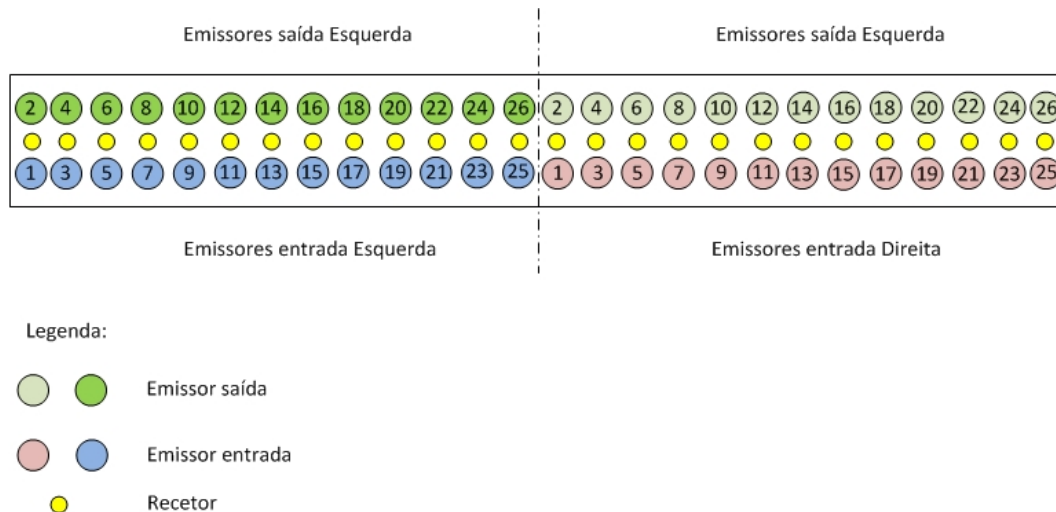 Emissores saída Esquerda Emissores saída Esquerda
2 4 6 8 10 12 14 16 18 20 22 24 26 2 4 6 8 10 12 14 16 18 20 22 24 26
1 3 5 7 9 11 13 15 17 19 21 23 25 1 3 5 7 9 11 13 15 17 19 21 23 25
Emissores entrada Esquerda Emissores entrada Direita
Legenda:
Emissor saída
Emissor entrada
Recetor